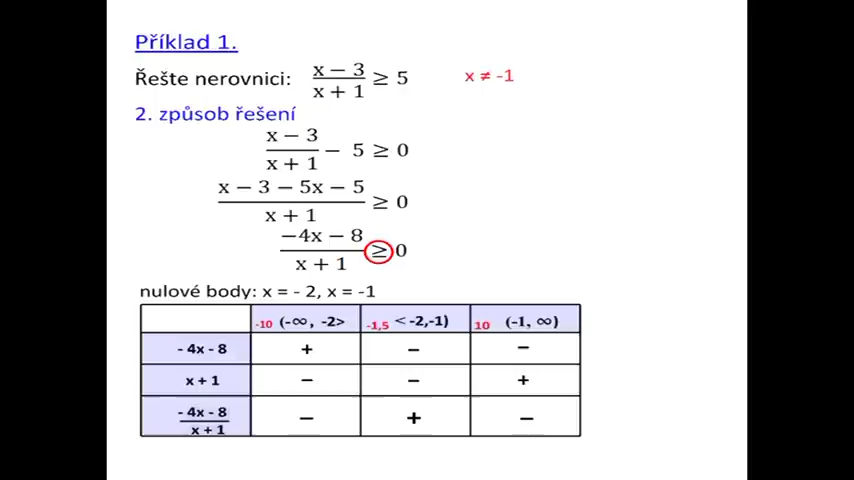 Příklad 1.
Řešte nerovnici: x − 3 / x + 1 ≥ 5 x ≠ -1
2. způsob řešení
x − 3 / x + 1 − 5 ≥ 0
x − 3 − 5x − 5 / x + 1 ≥ 0
−4x − 8 / x + 1 ≥ 0
nulové body: x = - 2, x = -1
-10 (-∞, -2> -1,5 < -2,-1) 10 (-1, ∞)
- 4x - 8 + − −
x + 1 − − +
- 4x - 8 / x + 1 − + −